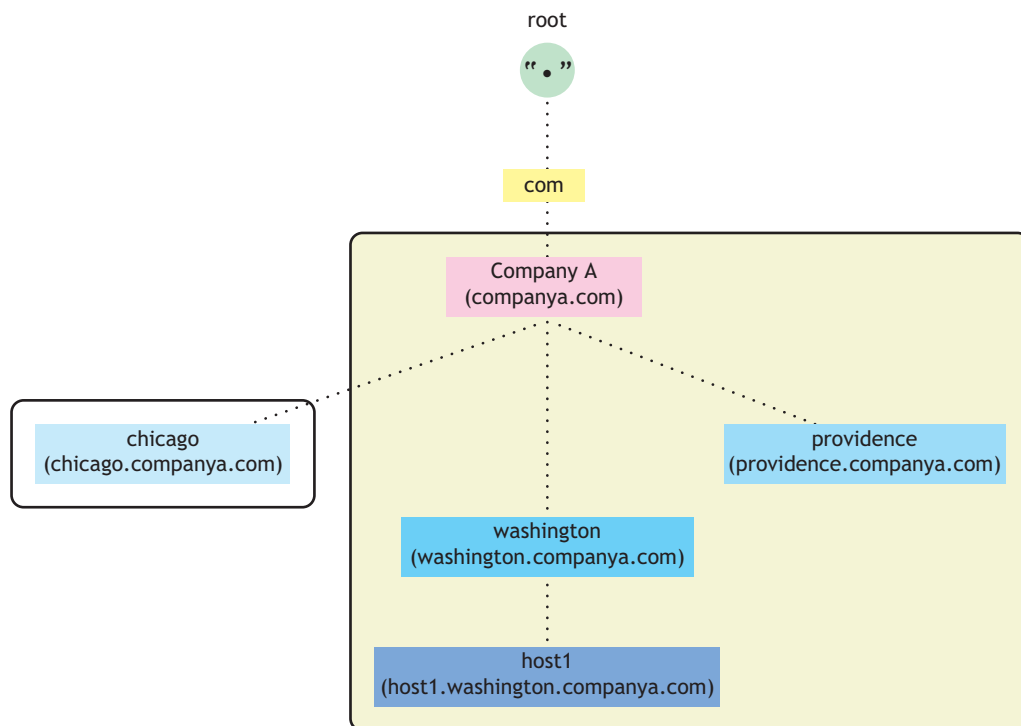 root
“.”
com
Company A
(companya.com)
chicago
(chicago.companya.com)
providence
(providence.companya.com)
washington
(washington.companya.com)
host1
(host1.washington.companya.com)